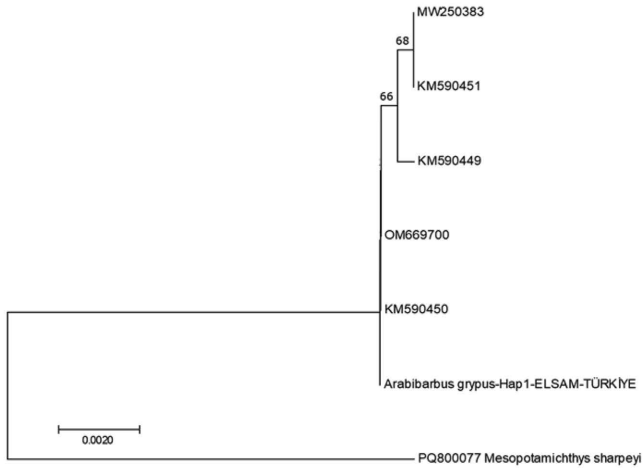 MW250383
68
KM590451
66
KM590449
OM669700
KM590450
Arabibarbus grypus-Hap1-ELSAM-TÜRKİYE
0.0020
PQ800077 Mesopotamichthys sharpeyi